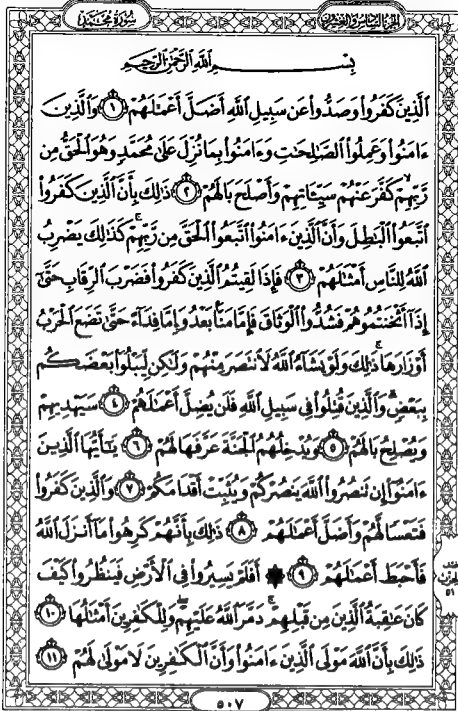 الجزء السادس والعشرون سورة محمد
بِسْمِ اللَّهِ الرَّحْمَٰنِ الرَّحِيمِ
الَّذِينَ كَفَرُوا وَصَدُّوا عَن سَبِيلِ اللَّهِ أَضَلَّ أَعْمَالَهُمْ ١ وَالَّذِينَ
ءَامَنُوا وَعَمِلُوا الصَّالِحَاتِ وَءَامَنُوا بِمَا نُزِّلَ عَلَىٰ مُحَمَّدٍ وَهُوَ الْحَقُّ مِن
رَّبِّهِمْ كَفَّرَ عَنْهُمْ سَيِّئَاتِهِمْ وَأَصْلَحَ بَالَهُمْ ٢ ذَٰلِكَ بِأَنَّ الَّذِينَ كَفَرُوا
اتَّبَعُوا الْبَاطِلَ وَأَنَّ الَّذِينَ ءَامَنُوا اتَّبَعُوا الْحَقَّ مِن رَّبِّهِمْ كَذَٰلِكَ يَضْرِبُ
اللَّهُ لِلنَّاسِ أَمْثَالَهُمْ ٣ فَإِذَا لَقِيتُمُ الَّذِينَ كَفَرُوا فَضَرْبَ الرِّقَابِ حَتَّىٰ
إِذَا أَثْخَنتُمُوهُمْ فَشُدُّوا الْوَثَاقَ فَإِمَّا مَنًّا بَعْدُ وَإِمَّا فِدَاءً حَتَّىٰ تَضَعَ الْحَرْبُ
أَوْزَارَهَا ذَٰلِكَ وَلَوْ يَشَاءُ اللَّهُ لَانتَصَرَ مِنْهُمْ وَلَٰكِن لِّيَبْلُوَا بَعْضَكُم
بِبَعْضٍ وَالَّذِينَ قُتِلُوا فِي سَبِيلِ اللَّهِ فَلَن يُضِلَّ أَعْمَالَهُمْ ٤ سَيَهْدِيهِمْ
وَيُصْلِحُ بَالَهُمْ ٥ وَيُدْخِلُهُمُ الْجَنَّةَ عَرَّفَهَا لَهُمْ ٦ يَا أَيُّهَا الَّذِينَ
ءَامَنُوا إِن تَنصُرُوا اللَّهَ يَنصُرْكُمْ وَيُثَبِّتْ أَقْدَامَكُمْ ٧ وَالَّذِينَ كَفَرُوا
فَتَعْسًا لَّهُمْ وَأَضَلَّ أَعْمَالَهُمْ ٨ ذَٰلِكَ بِأَنَّهُمْ كَرِهُوا مَا أَنزَلَ اللَّهُ
فَأَحْبَطَ أَعْمَالَهُمْ ٩ أَفَلَمْ يَسِيرُوا فِي الْأَرْضِ فَيَنظُرُوا كَيْفَ
كَانَ عَاقِبَةُ الَّذِينَ مِن قَبْلِهِمْ دَمَّرَ اللَّهُ عَلَيْهِمْ وَلِلْكَافِرِينَ أَمْثَالُهَا ١٠
ذَٰلِكَ بِأَنَّ اللَّهَ مَوْلَى الَّذِينَ ءَامَنُوا وَأَنَّ الْكَافِرِينَ لَا مَوْلَىٰ لَهُمْ ١١
الحزب
٥١
٥٠٧